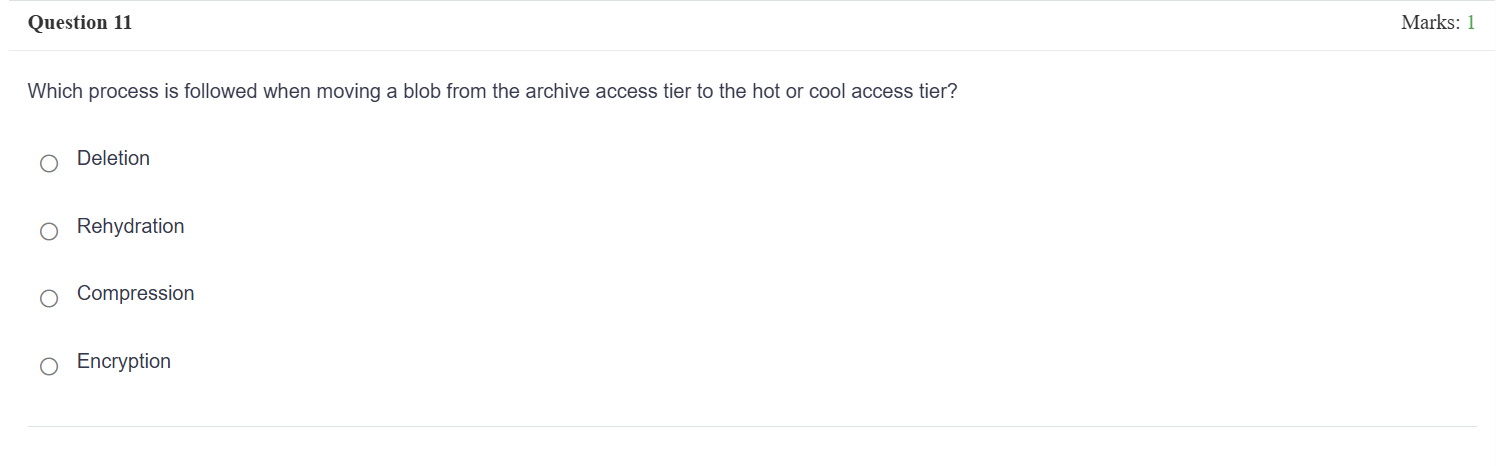 Question 11
Marks: 1
Which process is followed when moving a blob from the archive access tier to the hot or cool access tier?
Deletion
Rehydration
Compression
Encryption